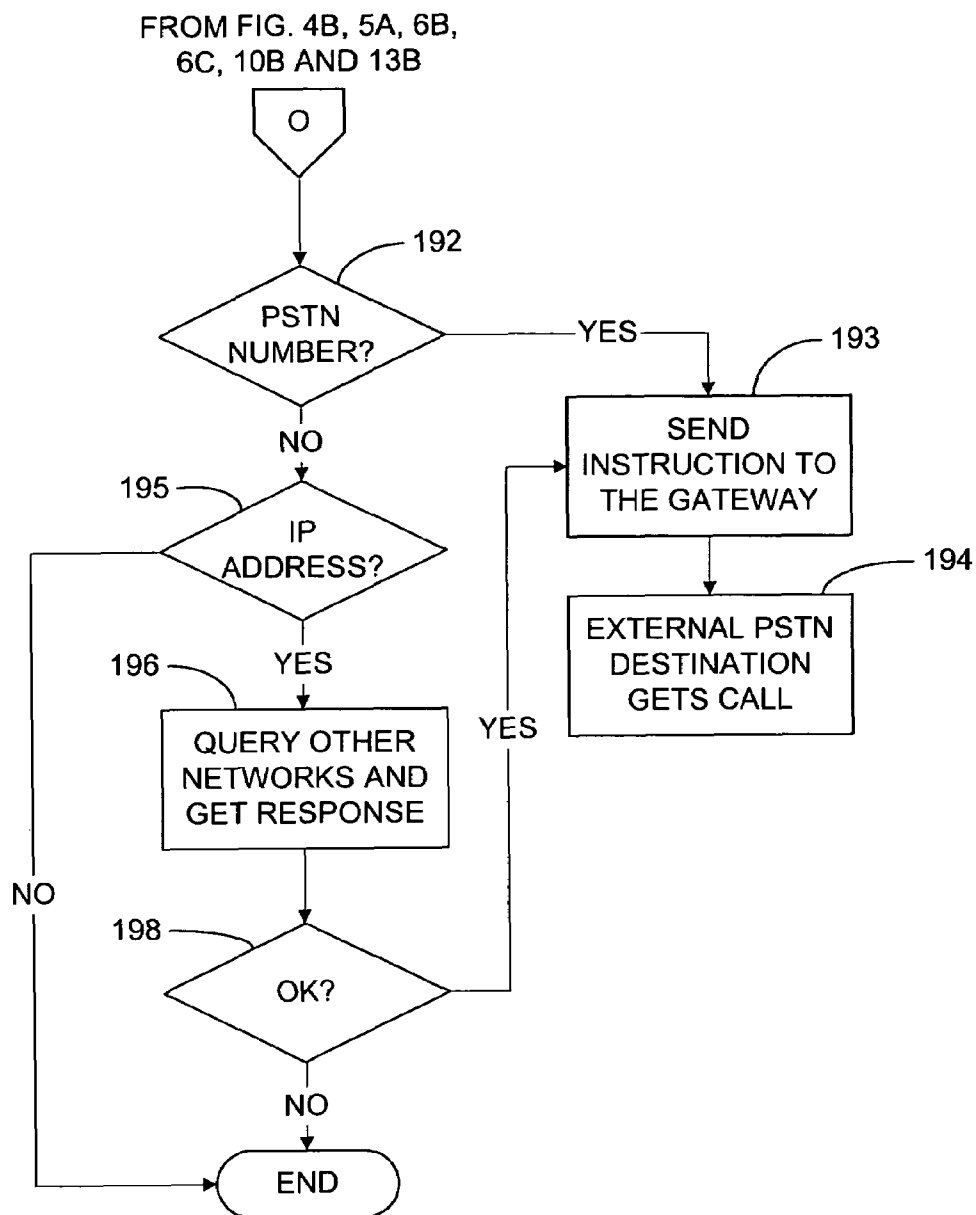 FROM FIG. 4B, 5A, 6B,
6C, 10B AND 13B
O
192
PSTN
NUMBER?
YES
193
SEND
INSTRUCTION TO
THE GATEWAY
NO
195
IP
ADDRESS?
194
EXTERNAL PSTN
DESTINATION
GETS CALL
YES
196
QUERY OTHER
NETWORKS AND
GET RESPONSE
YES
NO
198
OK?
NO
END